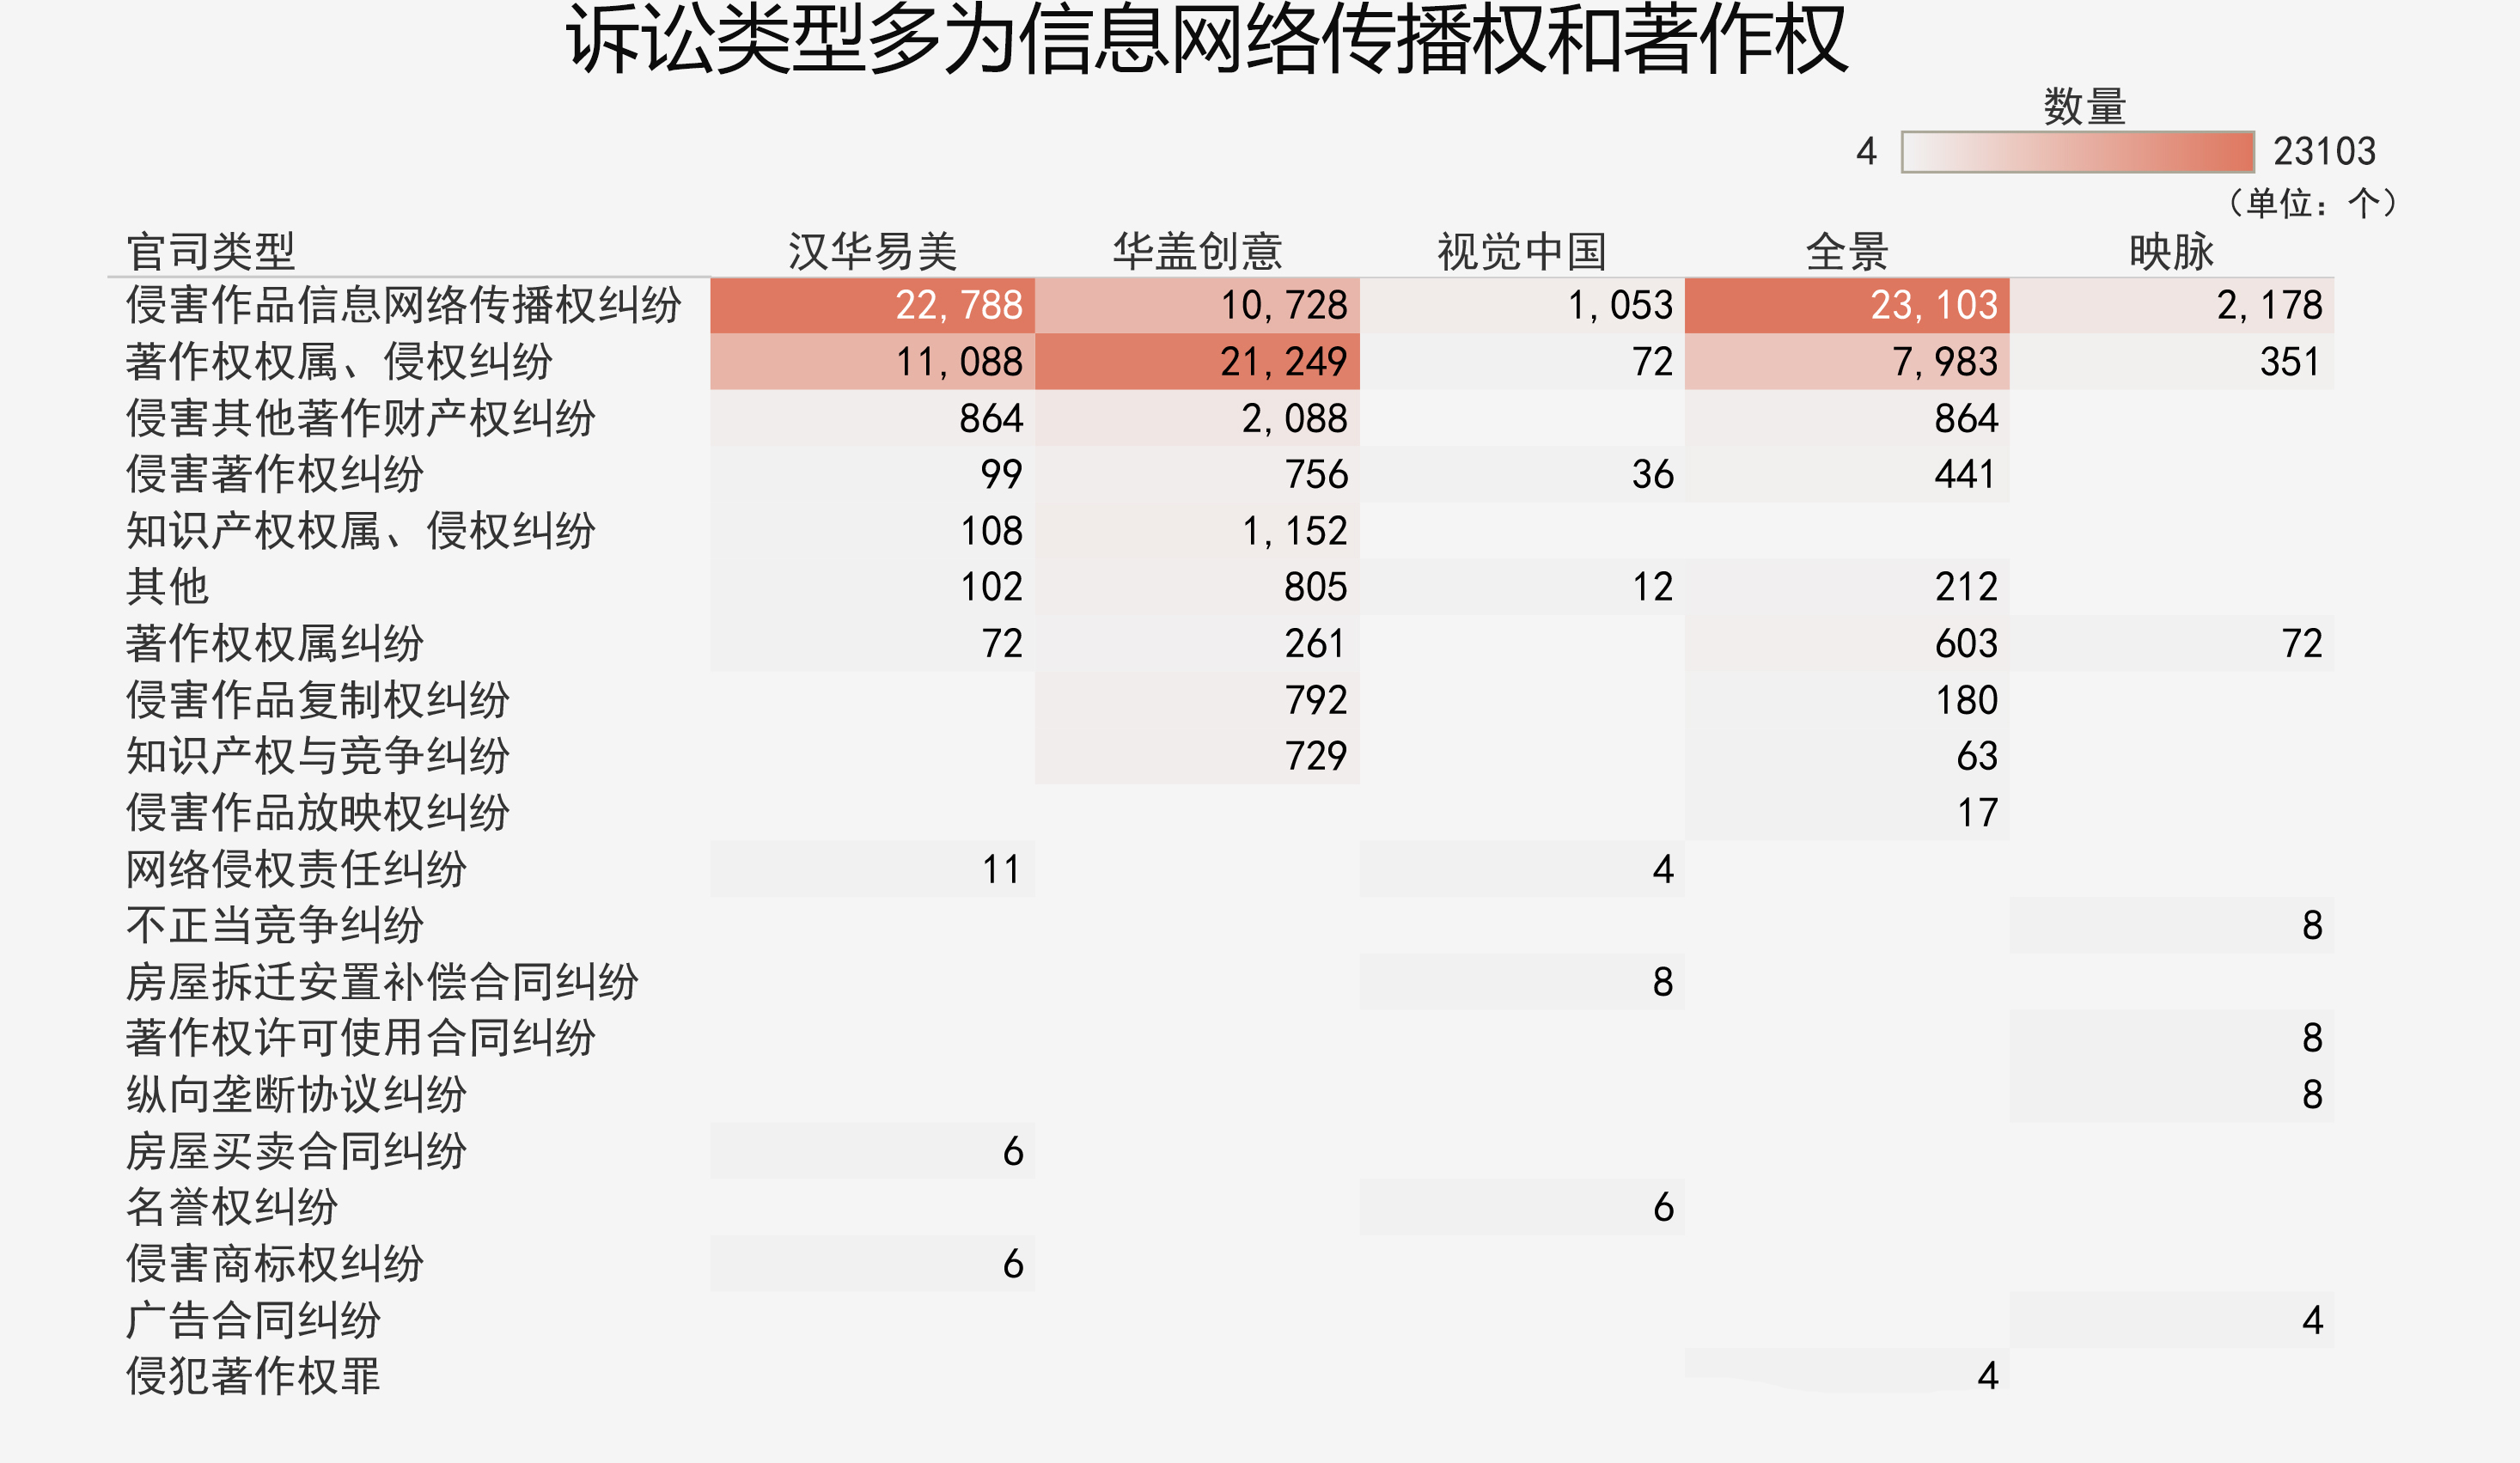 诉讼类型多为信息网络传播权和著作权
数量
4 23103
（单位：个）
官司类型 汉华易美 华盖创意 视觉中国 全景 映脉
侵害作品信息网络传播权纠纷 22,788 10,728 1,053 23,103 2,178
著作权权属、侵权纠纷 11,088 21,249 72 7,983 351
侵害其他著作财产权纠纷 864 2,088 864
侵害著作权纠纷 99 756 36 441
知识产权权属、侵权纠纷 108 1,152
其他 102 805 12 212
著作权权属纠纷 72 261 603 72
侵害作品复制权纠纷 792 180
知识产权与竞争纠纷 729 63
侵害作品放映权纠纷 17
网络侵权责任纠纷 11 4
不正当竞争纠纷 8
房屋拆迁安置补偿合同纠纷 8
著作权许可使用合同纠纷 8
纵向垄断协议纠纷 8
房屋买卖合同纠纷 6
名誉权纠纷 6
侵害商标权纠纷 6
广告合同纠纷 4
侵犯著作权罪 4